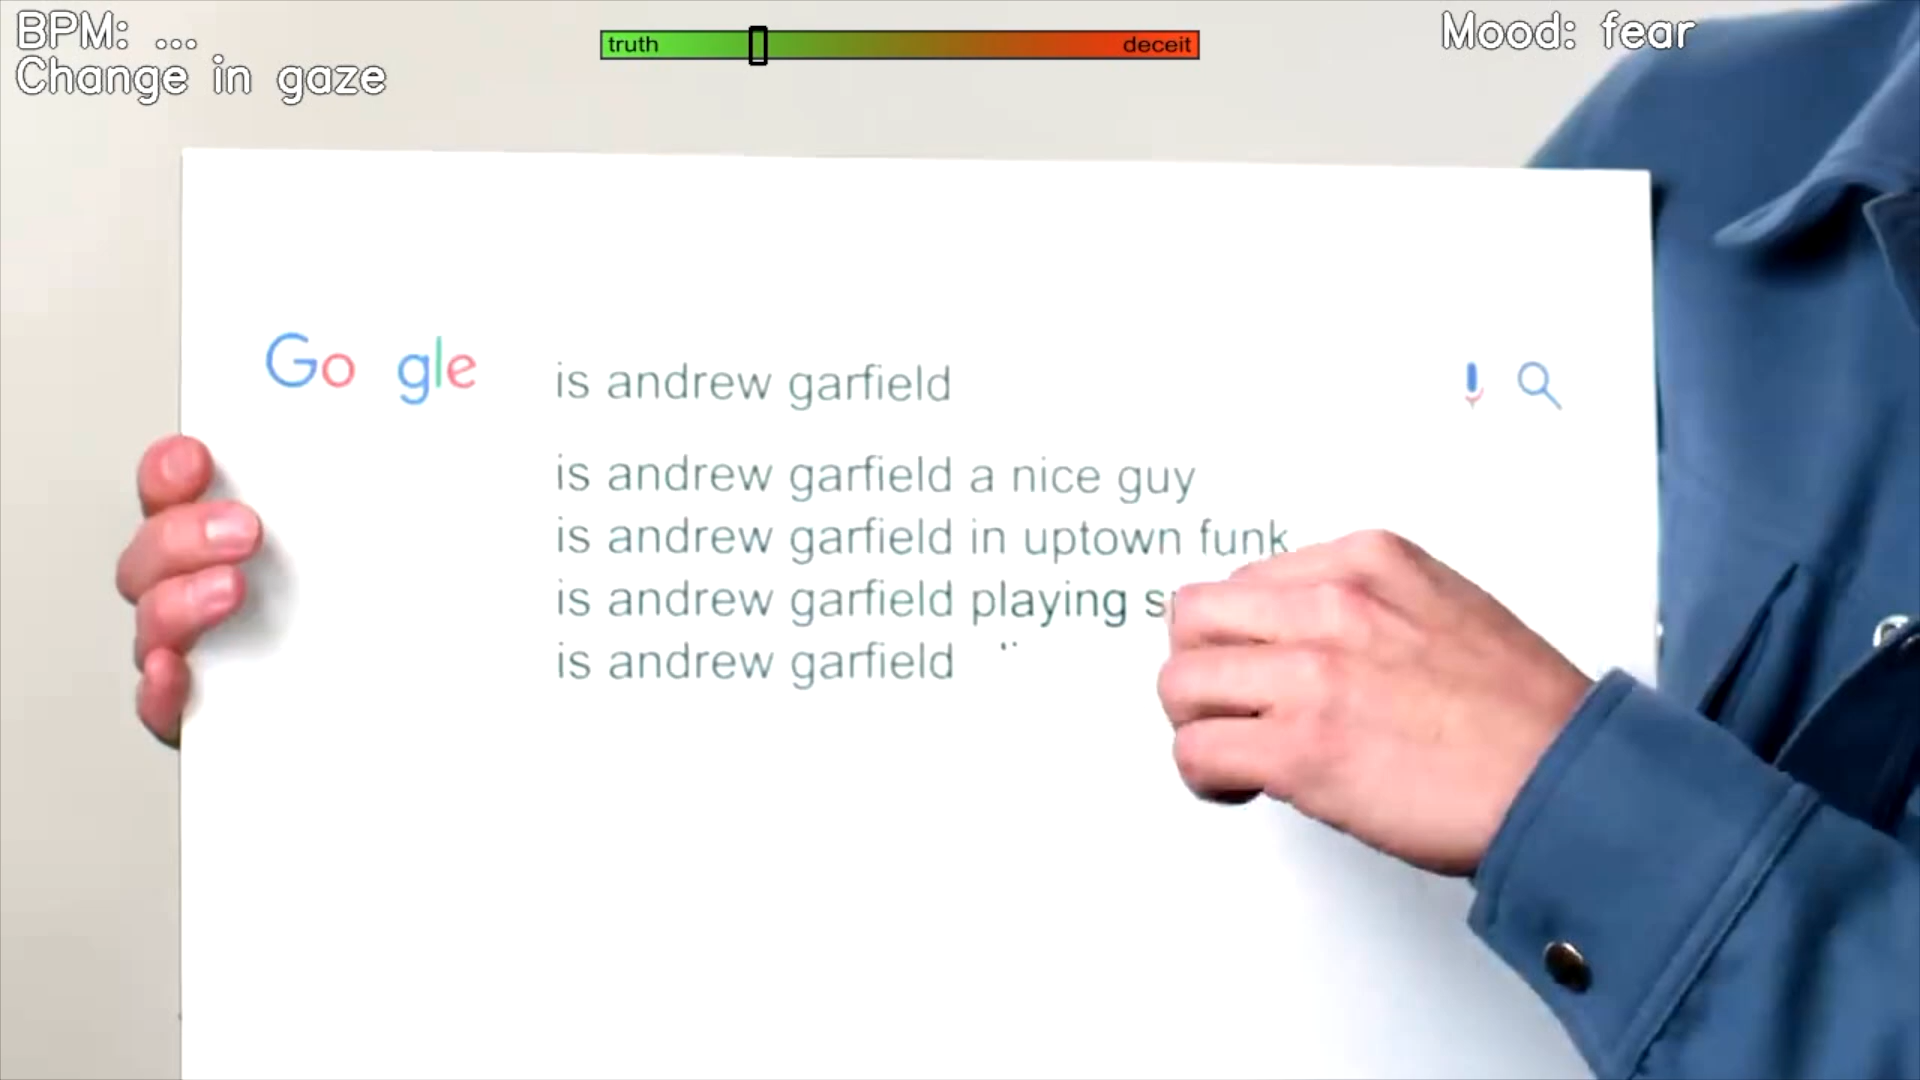 BPM: ...
Change in gaze
truth
deceit
Mood: fear
Go gle
is andrew garfield
is andrew garfield a nice guy
is andrew garfield in uptown funk
is andrew garfield playing
is andrew garfield